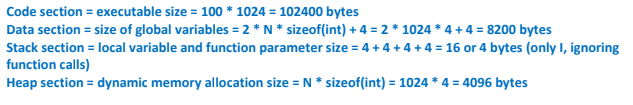 Code section = executable size = 100 * 1024 = 102400 bytes
Data section = size of global variables = 2 * N * sizeof(int) + 4 = 2 * 1024 * 4 + 4 = 8200 bytes
Stack section = local variable and function parameter size = 4 + 4 + 4 + 4 = 16 or 4 bytes (only I, ignoring
function calls)
Heap section = dynamic memory allocation size = N * sizeof(int) = 1024 * 4 = 4096 bytes